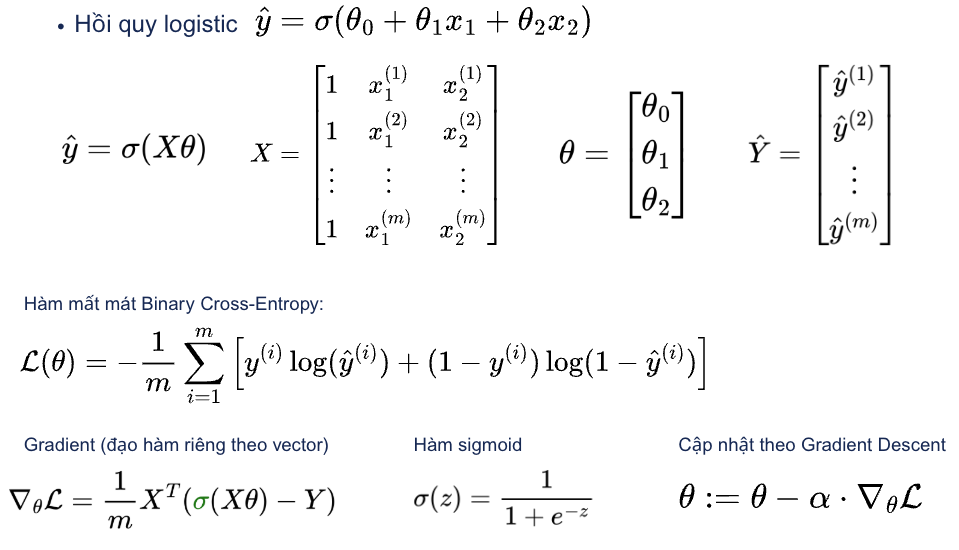 • Hồi quy logistic $\hat{y} = \sigma(\theta_0 + \theta_1 x_1 + \theta_2 x_2)$
$\hat{y} = \sigma(X\theta)$ $X = \begin{bmatrix} 1 & x_1^{(1)} & x_2^{(1)} \\ 1 & x_1^{(2)} & x_2^{(2)} \\ \vdots & \vdots & \vdots \\ 1 & x_1^{(m)} & x_2^{(m)} \end{bmatrix}$ $\theta = \begin{bmatrix} \theta_0 \\ \theta_1 \\ \theta_2 \end{bmatrix}$ $\hat{Y} = \begin{bmatrix} \hat{y}^{(1)} \\ \hat{y}^{(2)} \\ \vdots \\ \hat{y}^{(m)} \end{bmatrix}$
Hàm mất mát Binary Cross-Entropy:
$\mathcal{L}(\theta) = -\frac{1}{m} \sum_{i=1}^{m} \left[ y^{(i)} \log(\hat{y}^{(i)}) + (1 - y^{(i)}) \log(1 - \hat{y}^{(i)}) \right]$
Gradient (đạo hàm riêng theo vector)
$\nabla_\theta \mathcal{L} = \frac{1}{m} X^T (\sigma(X\theta) - Y)$
Hàm sigmoid
$\sigma(z) = \frac{1}{1 + e^{-z}}$
Cập nhật theo Gradient Descent
$\theta := \theta - \alpha \cdot \nabla_\theta \mathcal{L}$